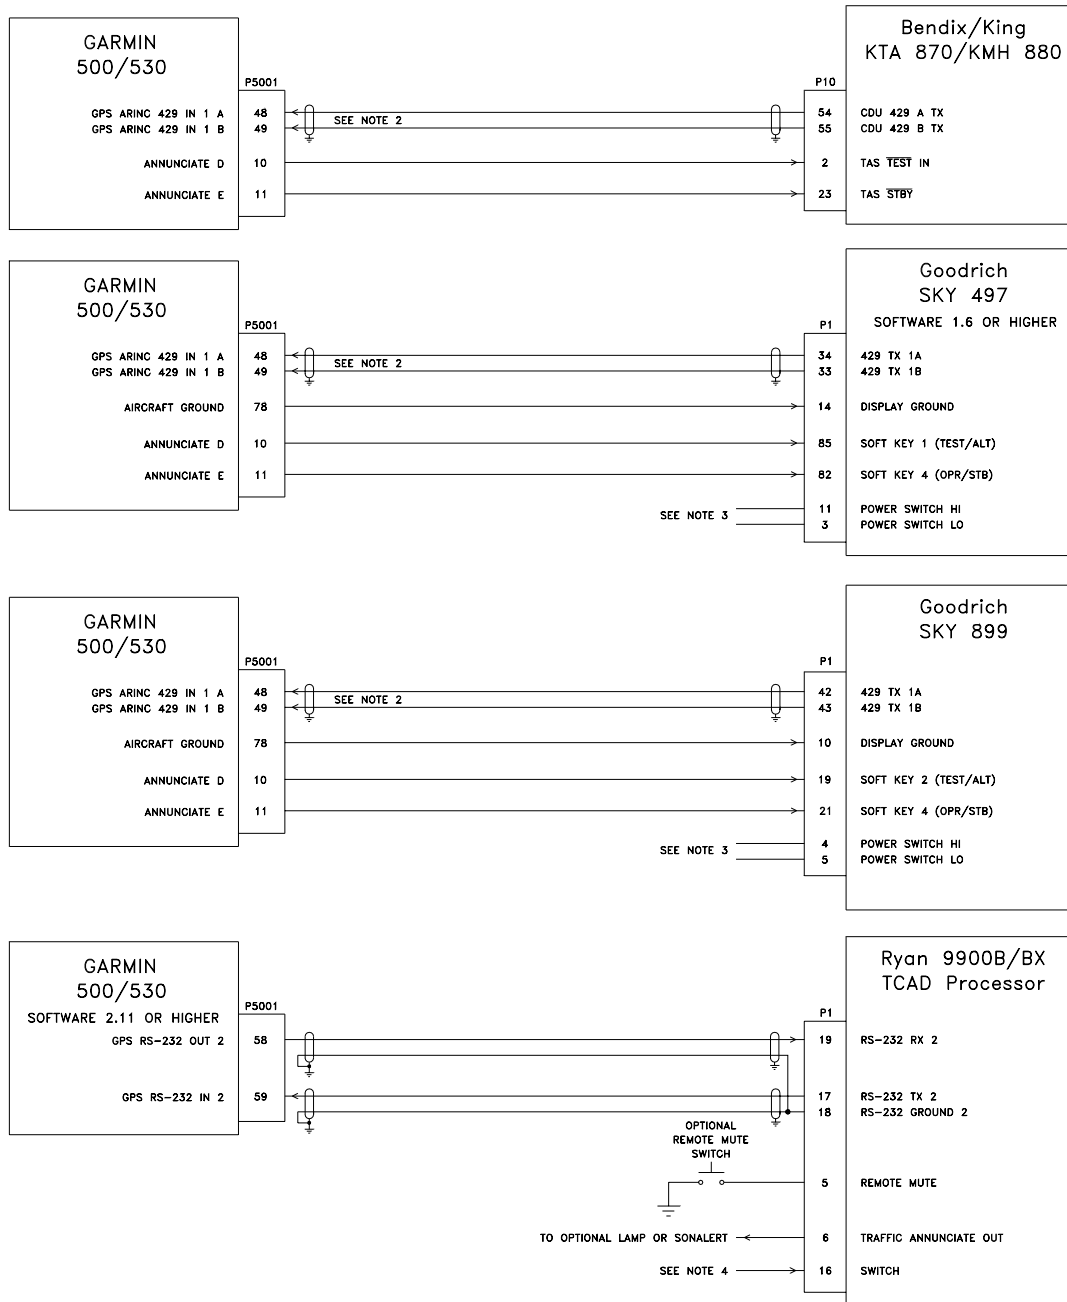 GARMIN
500/530
P5001
GPS ARINC 429 IN 1 A 48
GPS ARINC 429 IN 1 B 49
ANNUNCIATE D 10
ANNUNCIATE E 11
SEE NOTE 2
Bendix/King
KTA 870/KMH 880
P10
54 CDU 429 A TX
55 CDU 429 B TX
2 TAS TEST IN
23 TAS STBY
GARMIN
500/530
P5001
GPS ARINC 429 IN 1 A 48
GPS ARINC 429 IN 1 B 49
AIRCRAFT GROUND 78
ANNUNCIATE D 10
ANNUNCIATE E 11
SEE NOTE 2
Goodrich
SKY 497
SOFTWARE 1.6 OR HIGHER
P1
34 429 TX 1A
33 429 TX 1B
14 DISPLAY GROUND
85 SOFT KEY 1 (TEST/ALT)
82 SOFT KEY 4 (OPR/STB)
SEE NOTE 3
11 POWER SWITCH HI
3 POWER SWITCH LO
GARMIN
500/530
P5001
GPS ARINC 429 IN 1 A 48
GPS ARINC 429 IN 1 B 49
AIRCRAFT GROUND 78
ANNUNCIATE D 10
ANNUNCIATE E 11
SEE NOTE 2
Goodrich
SKY 899
P1
42 429 TX 1A
43 429 TX 1B
10 DISPLAY GROUND
19 SOFT KEY 2 (TEST/ALT)
21 SOFT KEY 4 (OPR/STB)
SEE NOTE 3
4 POWER SWITCH HI
5 POWER SWITCH LO
GARMIN
500/530
SOFTWARE 2.11 OR HIGHER
P5001
GPS RS-232 OUT 2 58
GPS RS-232 IN 2 59
Ryan 9900B/BX
TCAD Processor
P1
19 RS-232 RX 2
17 RS-232 TX 2
18 RS-232 GROUND 2
OPTIONAL
REMOTE MUTE
SWITCH
5 REMOTE MUTE
TO OPTIONAL LAMP OR SONALERT
6 TRAFFIC ANNUNCIATE OUT
SEE NOTE 4
16 SWITCH